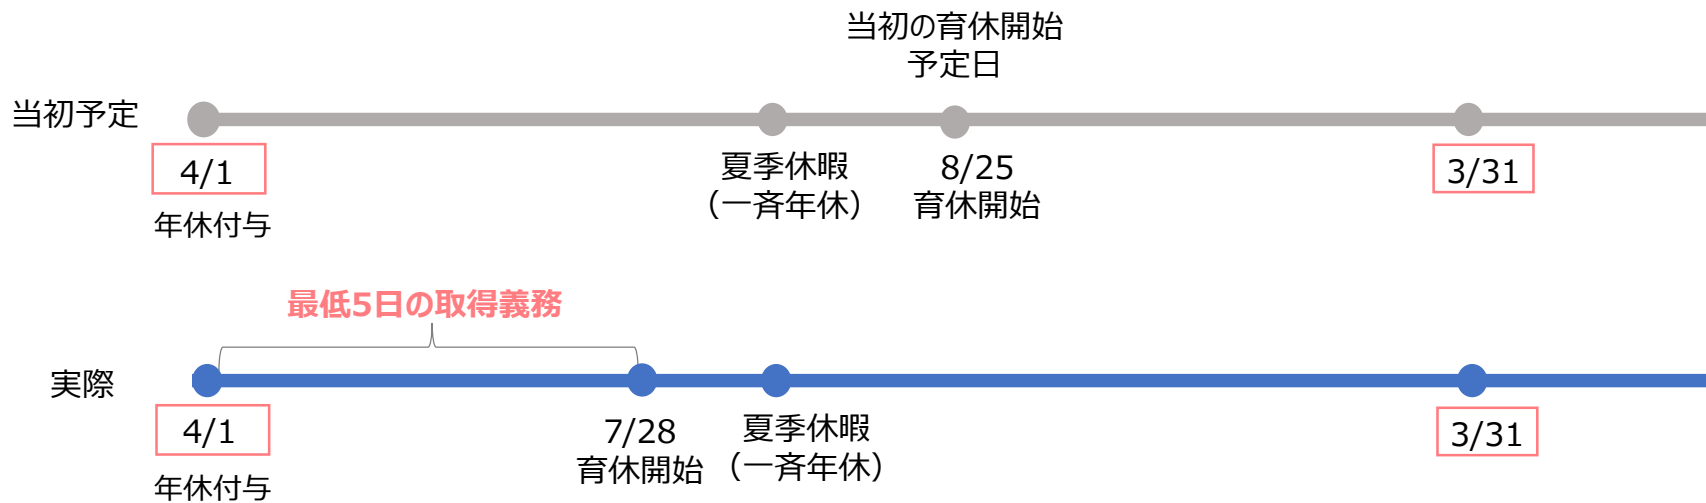 当初の育休開始
予定日
当初予定
4/1
年休付与
夏季休暇
（一斉年休）
8/25
育休開始
3/31
最低5日の取得義務
実際
4/1
年休付与
7/28
育休開始
夏季休暇
（一斉年休）
3/31